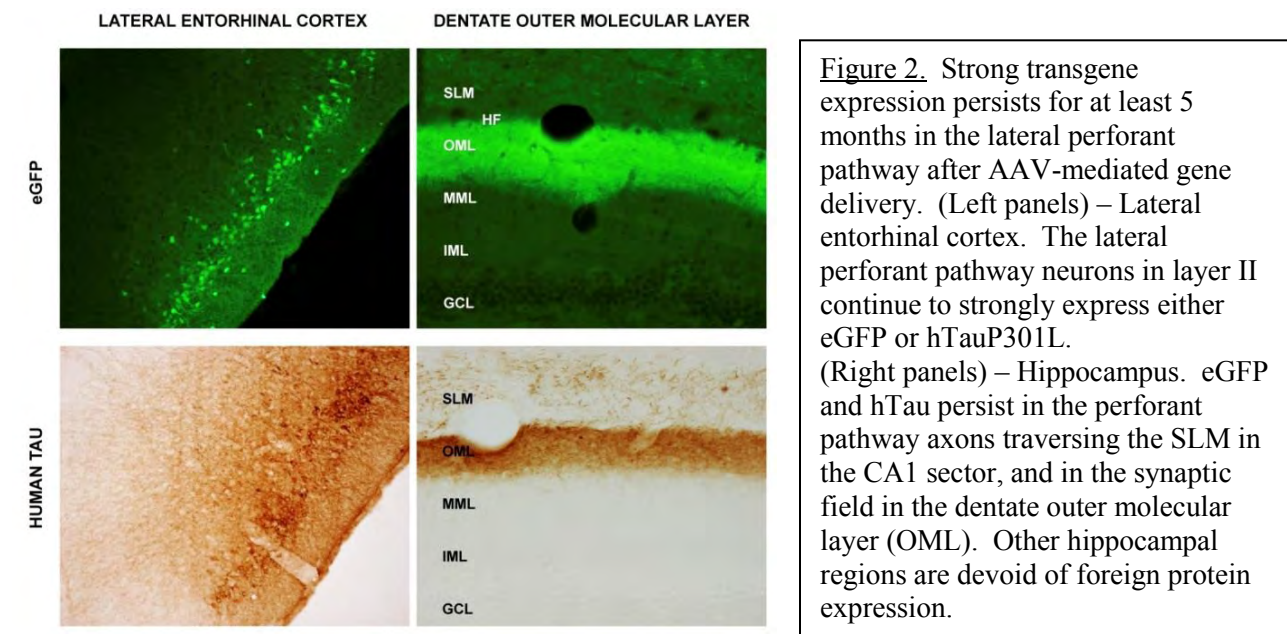 LATERAL ENTORHINAL CORTEX
DENTATE OUTER MOLECULAR LAYER
eGFP
SLM
HF
OML
MML
IML
GCL
HUMAN TAU
SLM
OML
MML
IML
GCL
Figure 2. Strong transgene
expression persists for at least 5
months in the lateral perforant
pathway after AAV-mediated gene
delivery. (Left panels) – Lateral
entorhinal cortex. The lateral
perforant pathway neurons in layer II
continue to strongly express either
eGFP or hTauP301L.
(Right panels) – Hippocampus. eGFP
and hTau persist in the perforant
pathway axons traversing the SLM in
the CA1 sector, and in the synaptic
field in the dentate outer molecular
layer (OML). Other hippocampal
regions are devoid of foreign protein
expression.